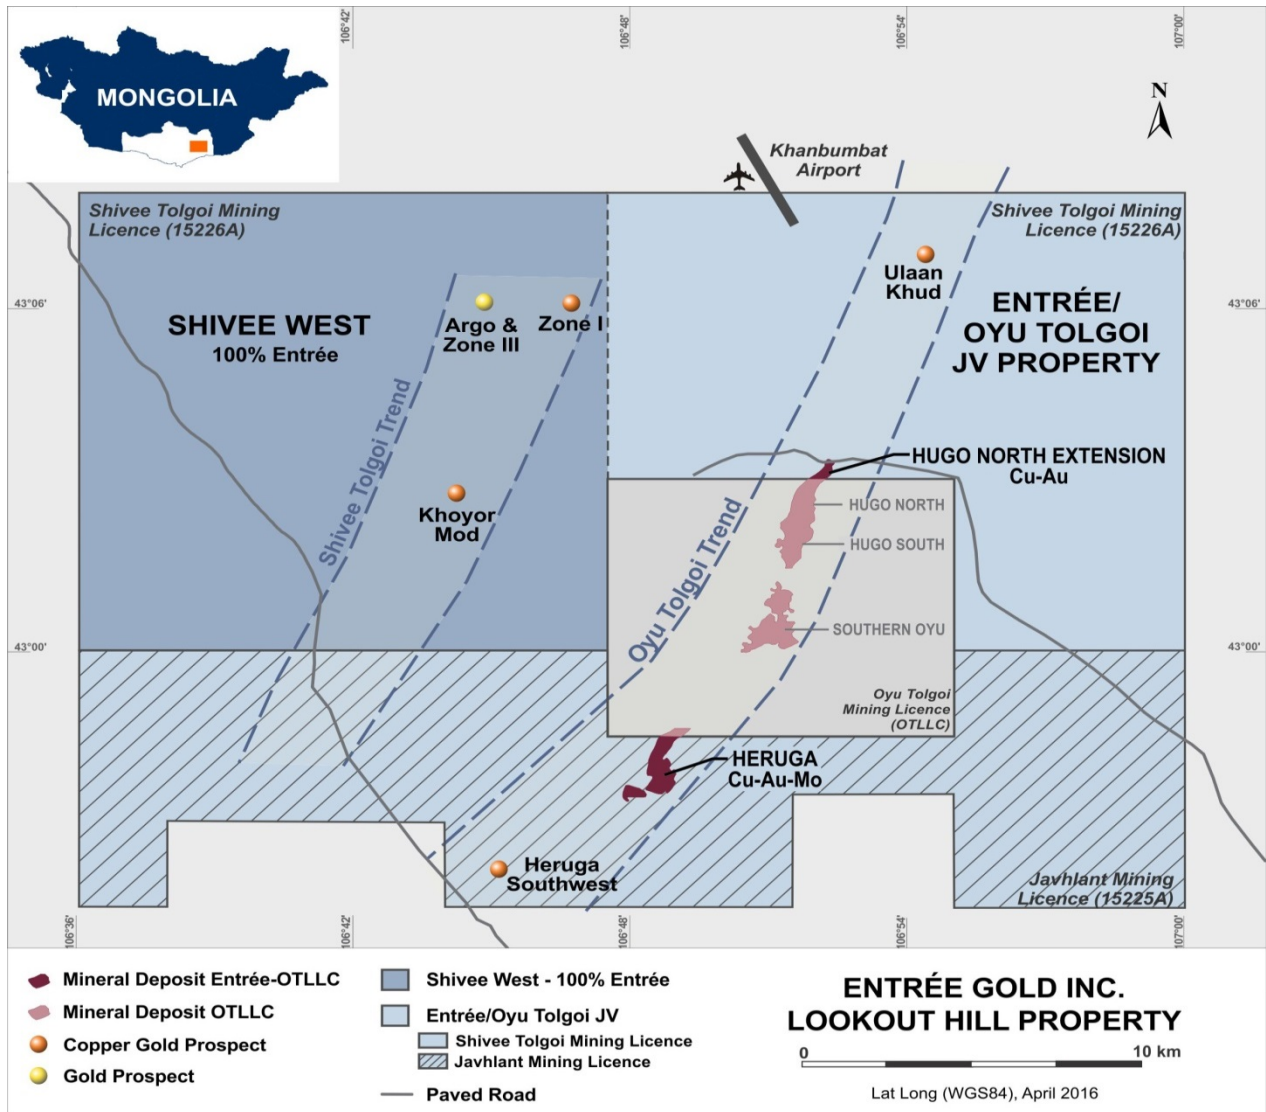 MONGOLIA
106°42'
106°48'
106°54'
107°00'
N
Khanbumbat
Airport
Shivee Tolgoi Mining
Licence (15226A)
Shivee Tolgoi Mining
Licence (15226A)
Ulaan
Khud
43°06'
43°06'
SHIVEE WEST
100% Entrée
Argo &
Zone III
Zone I
ENTRÉE/
OYU TOLGOI
JV PROPERTY
Shivee Tolgoi Trend
HUGO NORTH EXTENSION
Cu-Au
Khoyor
Mod
HUGO NORTH
HUGO SOUTH
Oyu Tolgoi Trend
SOUTHERN OYU
43°00'
43°00'
Oyu Tolgoi
Mining Licence
(OTLLC)
HERUGA
Cu-Au-Mo
Heruga
Southwest
Javhlant Mining
Licence (15225A)
106°36'
106°42'
106°48'
106°54'
107°00'
Mineral Deposit Entrée-OTLLC
Mineral Deposit OTLLC
Copper Gold Prospect
Gold Prospect
Shivee West - 100% Entrée
Entrée/Oyu Tolgoi JV
Shivee Tolgoi Mining Licence
Javhlant Mining Licence
Paved Road
ENTRÉE GOLD INC.
LOOKOUT HILL PROPERTY
0 10 km
Lat Long (WGS84), April 2016